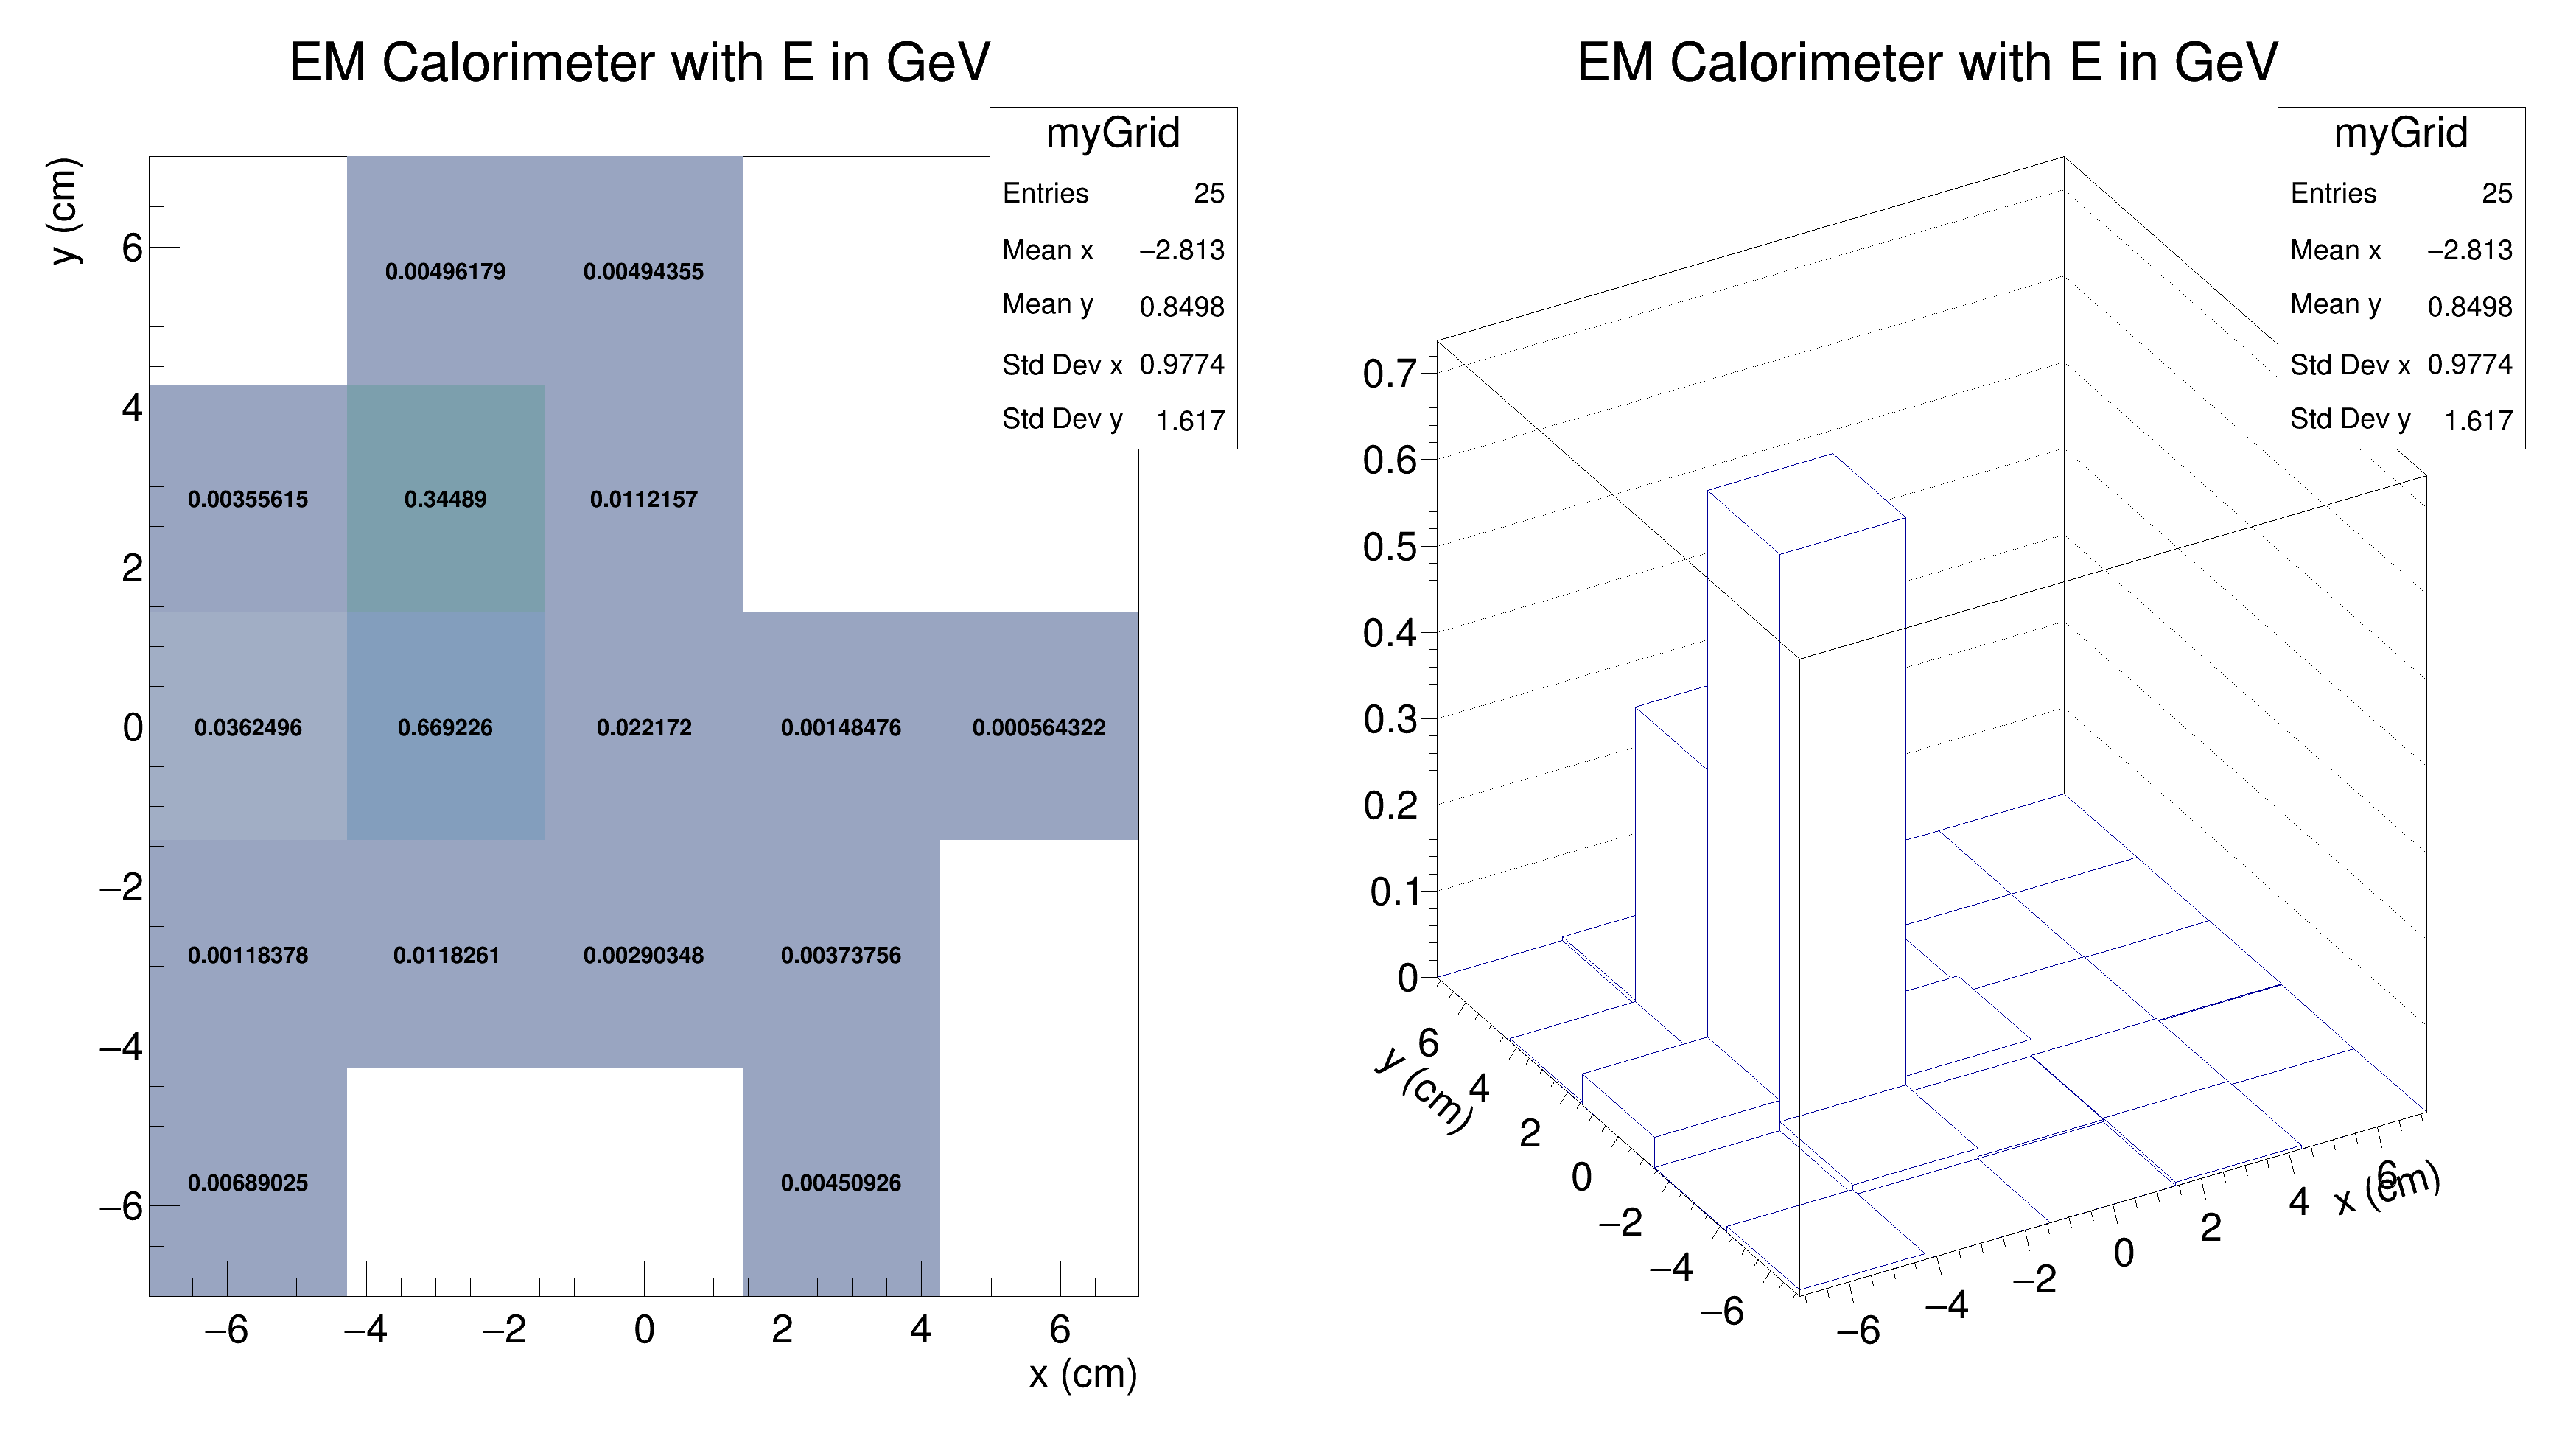 EM Calorimeter with E in GeV
myGrid
Entries 25
Mean x −2.813
Mean y 0.8498
Std Dev x 0.9774
Std Dev y 1.617
y (cm)
6
4
2
0
−2
−4
−6
0.00496179 0.00494355
0.00355615 0.34489 0.0112157
0.0362496 0.669226 0.022172 0.00148476 0.000564322
0.00118378 0.0118261 0.00290348 0.00373756
0.00689025 0.00450926
−6 −4 −2 0 2 4 6
x (cm)
EM Calorimeter with E in GeV
myGrid
Entries 25
Mean x −2.813
Mean y 0.8498
Std Dev x 0.9774
Std Dev y 1.617
0.7
0.6
0.5
0.4
0.3
0.2
0.1
0
y (cm)
6
4
2
0
−2
−4
−6
−6
−4
−2
0
2
4
6
x (cm)